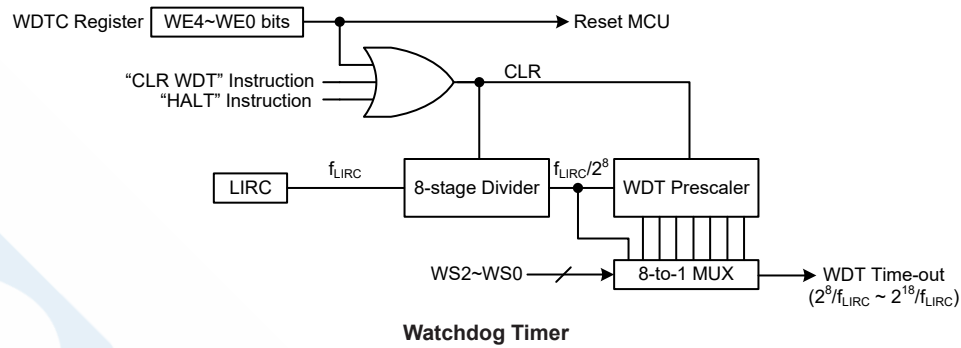 WDTC Register WE4~WE0 bits Reset MCU
CLR
“CLR WDT” Instruction
“HALT” Instruction
fLIRC fLIRC/2⁸
LIRC 8-stage Divider WDT Prescaler
WS2~WS0 8-to-1 MUX WDT Time-out
(2⁸/fLIRC ~ 2¹⁸/fLIRC)
Watchdog Timer